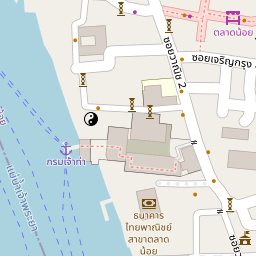 ตลาดน้อย
ซอยวานิช 2
ซอยเจริญกรุง
กรมเจ้าท่า
แม่น้ำเจ้าพระยา
ธนาคาร
ไทยพาณิชย์
สาขาตลาด
น้อย